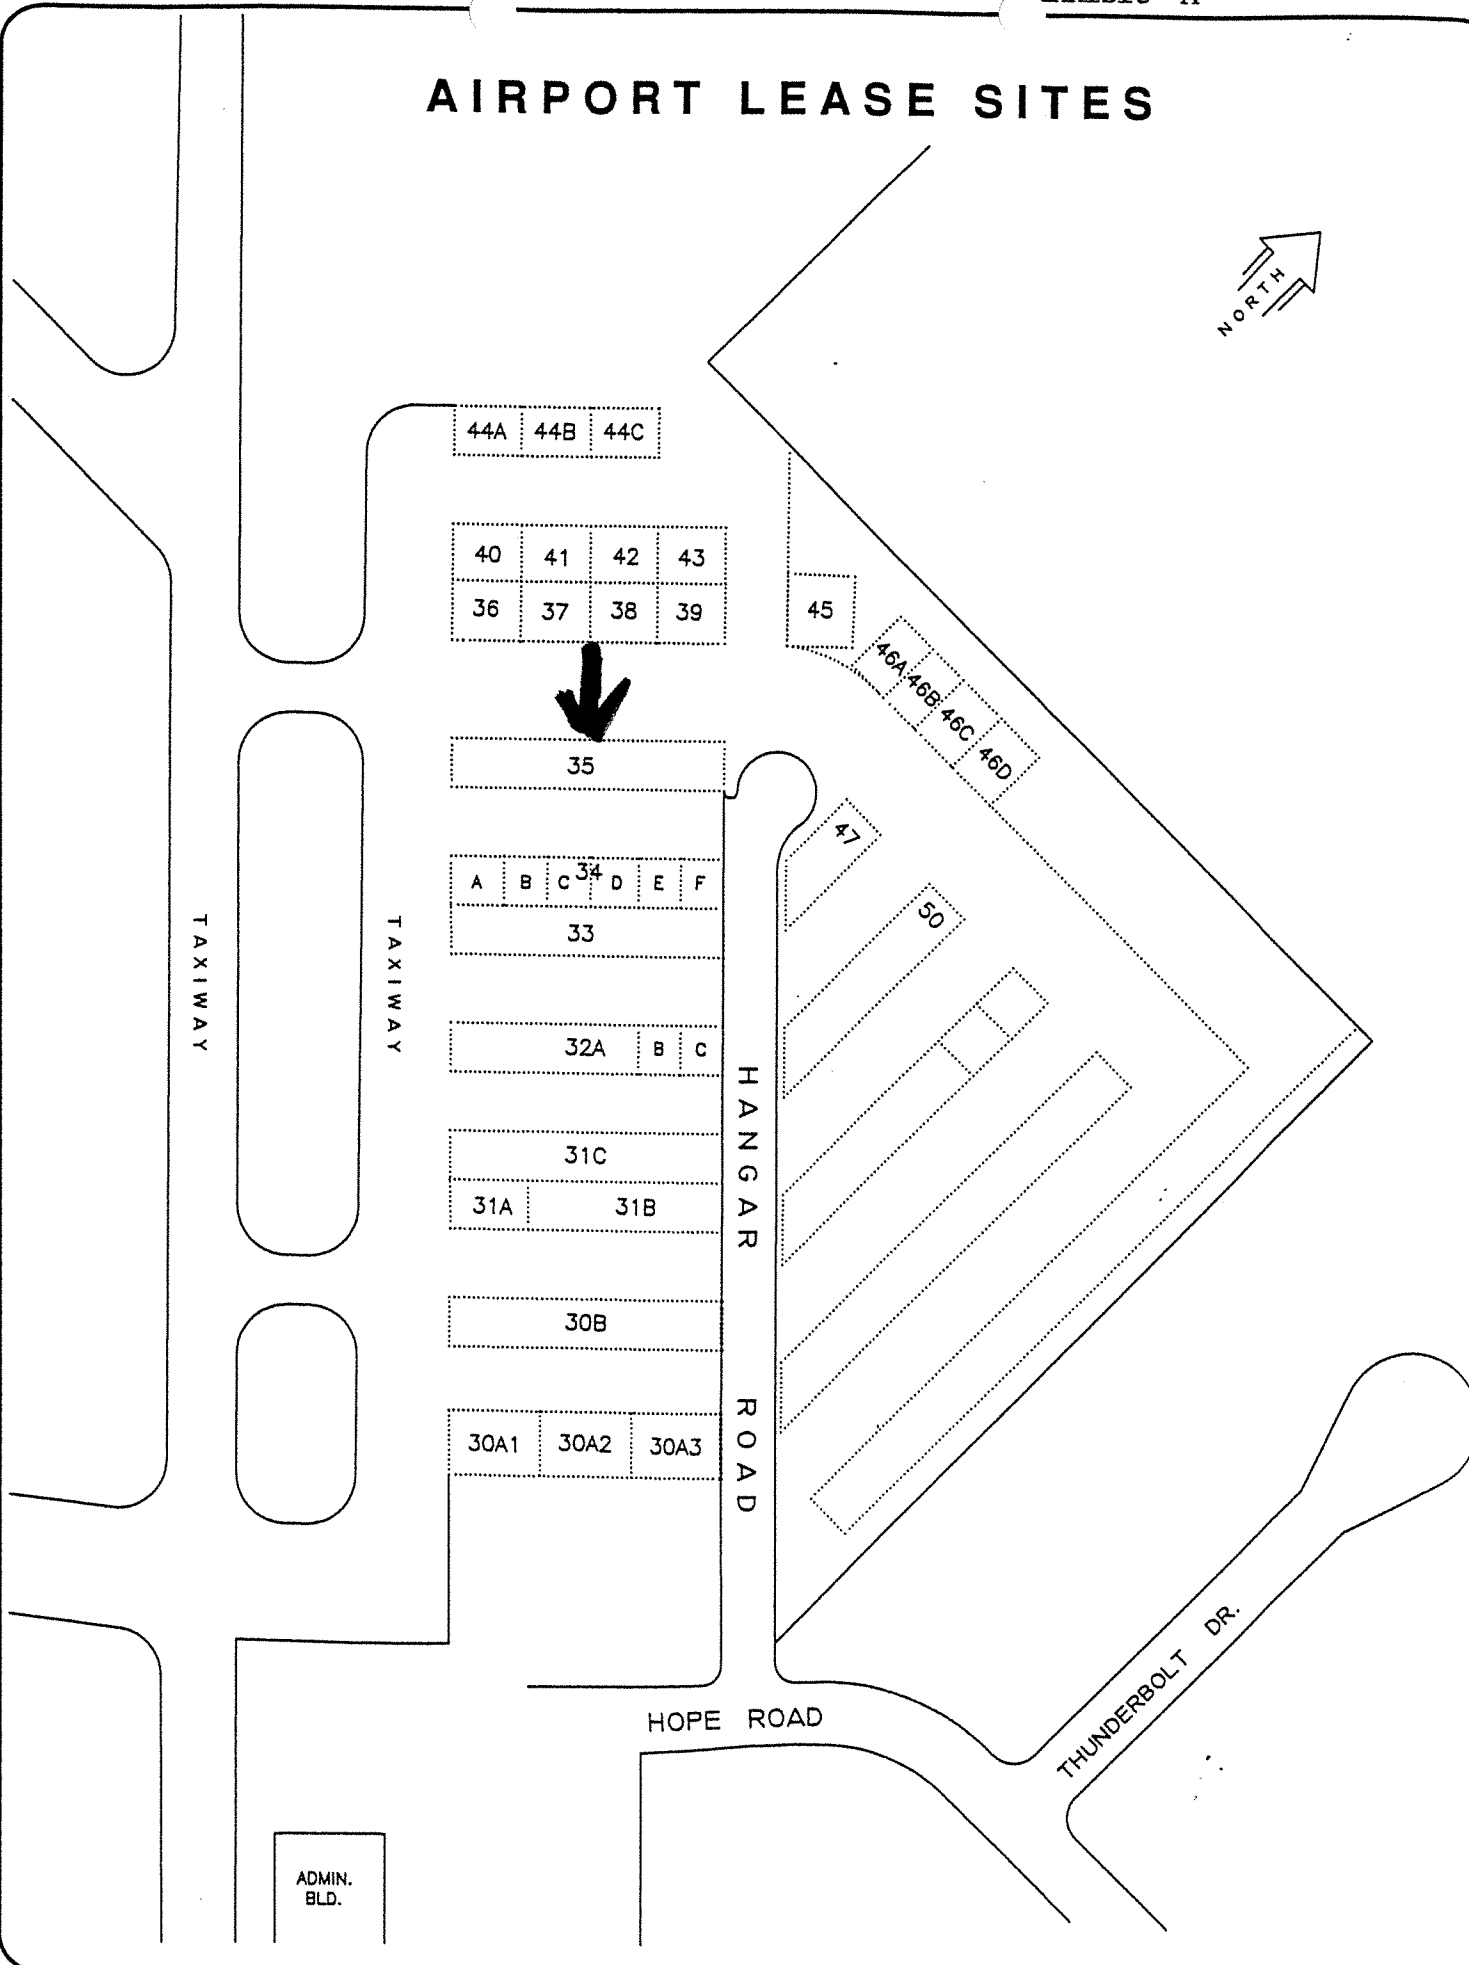 AIRPORT LEASE SITES
NORTH
44A 44B 44C
40 41 42 43
36 37 38 39
45
46A
46B
46C
46D
35
47
34
A B C D E F
33
50
TAXIWAY
TAXIWAY
32A B C
31C
31A 31B
HANGAR ROAD
30B
30A1 30A2 30A3
THUNDERBOLT DR.
HOPE ROAD
ADMIN.
BLD.